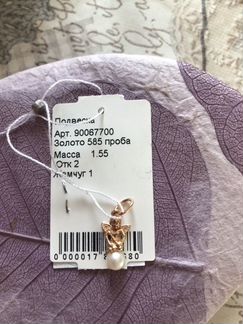 Подвеска
Арт. 90067700
Золото 585 проба
Масса 1.55
Отк 2
Жемчуг 1